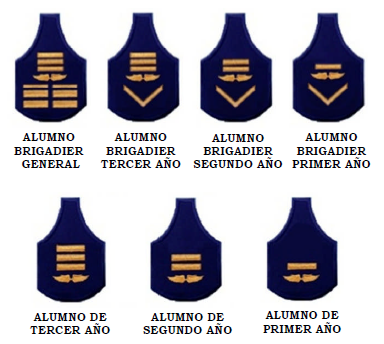 ALUMNO
BRIGADIER
GENERAL
ALUMNO
BRIGADIER
TERCER AÑO
ALUMNO
BRIGADIER
SEGUNDO AÑO
ALUMNO
BRIGADIER
PRIMER AÑO
ALUMNO DE
TERCER AÑO
ALUMNO DE
SEGUNDO AÑO
ALUMNO DE
PRIMER AÑO